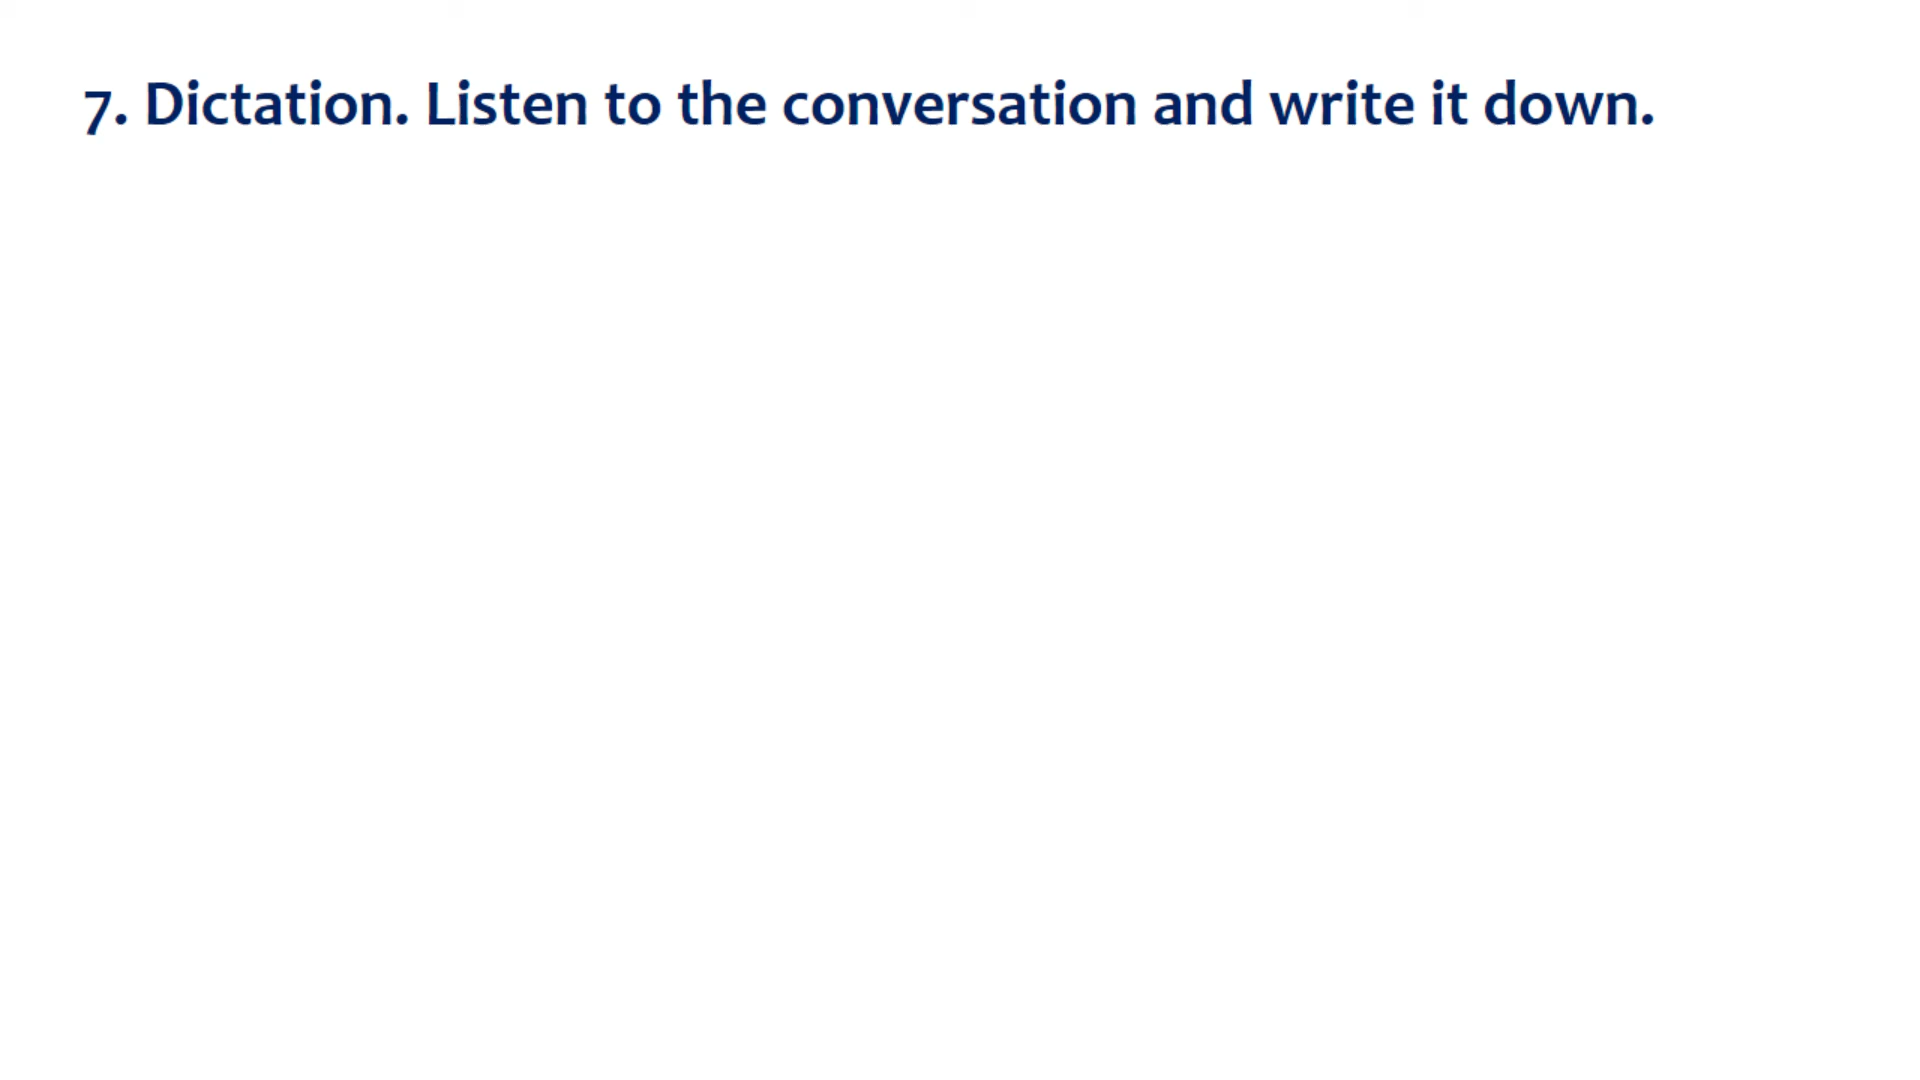 7. Dictation. Listen to the conversation and write it down.